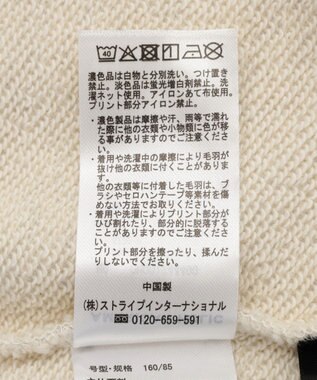 40
濃色品は白物と分別洗い。つけ置き
禁止。淡色品は蛍光増白剤禁止。洗
濯ネット使用。アイロンあて布使用。
プリント部分アイロン禁止。
・濃色製品は摩擦や汗、雨等で濡れ
た際に他の衣類や小物類に色が移
る事がありますのでご注意くださ
い。
・着用や洗濯中の摩擦により毛羽が
抜け他の衣類に付くことがありま
す。
他の衣類等に付着した毛羽は、ブ
ラシやセロハンテープ等素材を傷
めない方法でお取りください。
・着用や洗濯によりプリント部分が
ひび割れたり、部分的に脱落する
ことがありますのでご注意くださ
い。
プリント部分を擦ったり、揉んだ
りしないでください。
中国製
(株)ストライプインターナショナル
0120-659-591
号型・规格 160/85